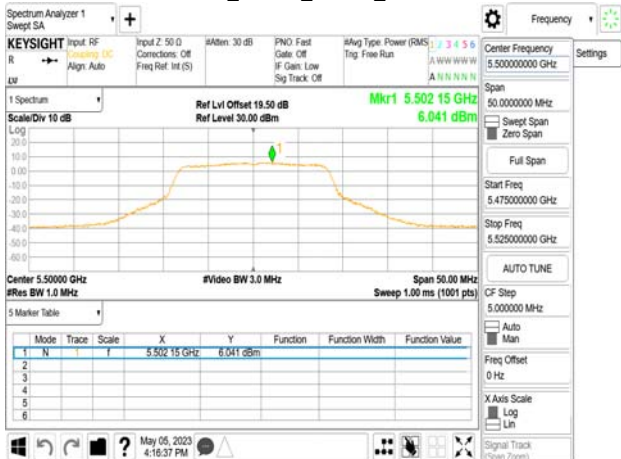 Spectrum Analyzer 1
Swept SA
+
Frequency
KEYSIGHT
Input: RF
Coupling: DC
Align: Auto
Input Z: 50 Ω
Corrections: Off
Freq Ref: Int (S)
#Atten: 30 dB
PNO: Fast
Gate: Off
IF Gain: Low
Sig Track: Off
#Avg Type: Power (RMS
Trig: Free Run
1 2 3 4 5 6
A W W W W W
A N N N N N
R
1 Spectrum
Scale/Div 10 dB
Ref Lvl Offset 19.50 dB
Ref Level 30.00 dBm
Mkr1 5.502 15 GHz
6.041 dBm
Log
20.0
10.0
0.00
-10.0
-20.0
-30.0
-40.0
-50.0
-60.0
1
Center 5.50000 GHz
#Res BW 1.0 MHz
#Video BW 3.0 MHz
Span 50.00 MHz
Sweep 1.00 ms (1001 pts)
5 Marker Table
Mode Trace Scale X Y Function Function Width Function Value
1 N 1 f 5.502 15 GHz 6.041 dBm
2
3
4
5
6
?
May 05, 2023
4:16:37 PM
Center Frequency
5.500000000 GHz
Settings
Span
50.0000000 MHz
Swept Span
Zero Span
Full Span
Start Freq
5.475000000 GHz
Stop Freq
5.525000000 GHz
AUTO TUNE
CF Step
5.000000 MHz
Auto
Man
Freq Offset
0 Hz
X Axis Scale
Log
Lin
Signal Track
(Span Zoom)